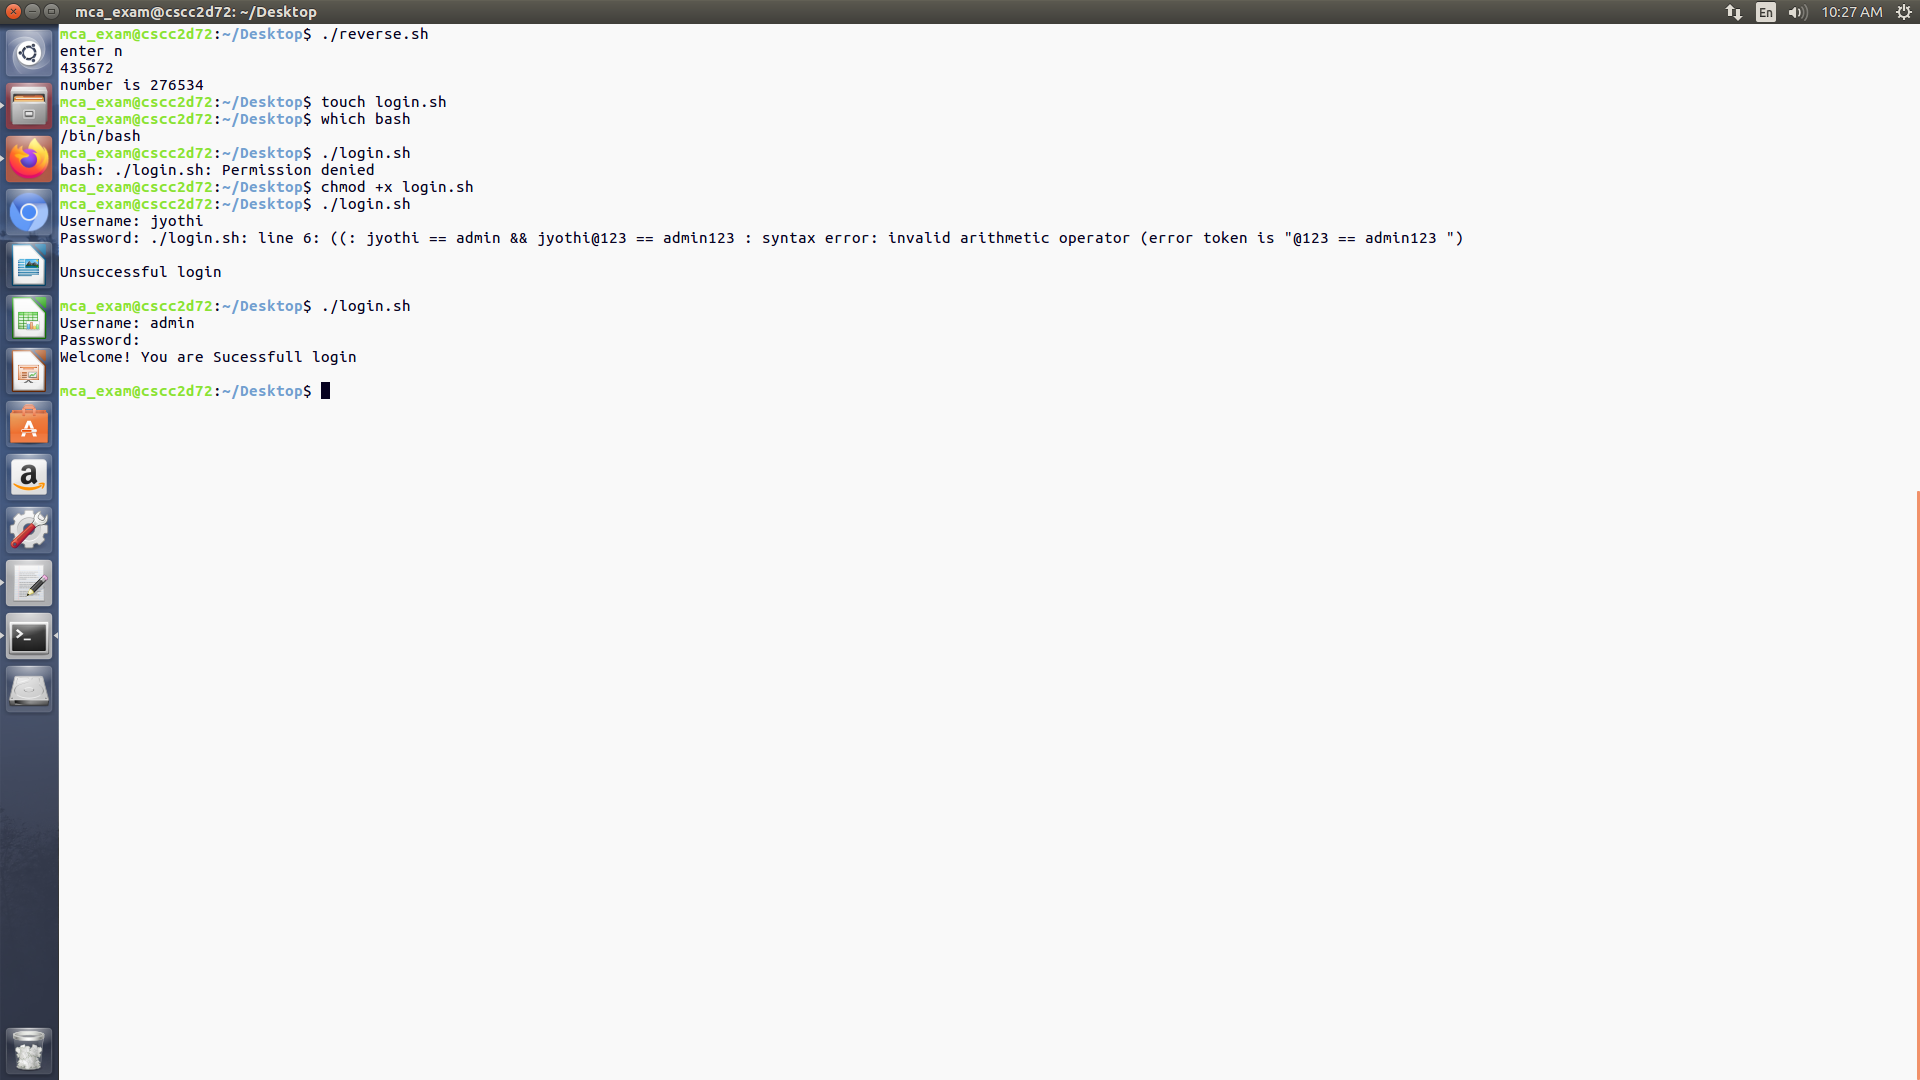 mca_exam@cscc2d72: ~/Desktop
En
10:27 AM
mca_exam@cscc2d72:~/Desktop$ ./reverse.sh
enter n
435672
number is 276534
mca_exam@cscc2d72:~/Desktop$ touch login.sh
mca_exam@cscc2d72:~/Desktop$ which bash
/bin/bash
mca_exam@cscc2d72:~/Desktop$ ./login.sh
bash: ./login.sh: Permission denied
mca_exam@cscc2d72:~/Desktop$ chmod +x login.sh
mca_exam@cscc2d72:~/Desktop$ ./login.sh
Username: jyothi
Password: ./login.sh: line 6: ((: jyothi == admin && jyothi@123 == admin123 : syntax error: invalid arithmetic operator (error token is "@123 == admin123 ")
Unsuccessful login
mca_exam@cscc2d72:~/Desktop$ ./login.sh
Username: admin
Password:
Welcome! You are Sucessfull login
mca_exam@cscc2d72:~/Desktop$